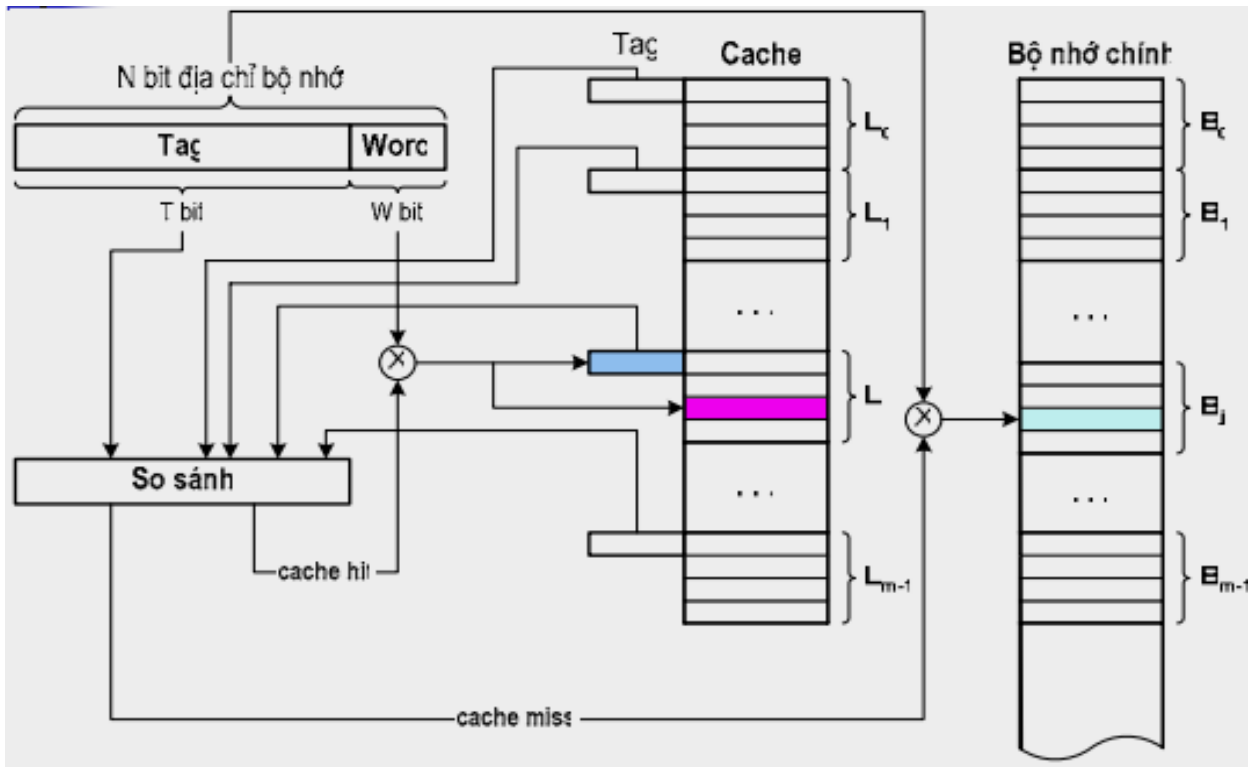 Tag
Cache
Bộ nhớ chính
N bit địa chỉ bộ nhớ
Tag
Word
T bit
W bit
L0
L1
. . .
L
. . .
Lm-1
B0
B1
. . .
Bj
. . .
Bm-1
So sánh
cache hit
cache miss